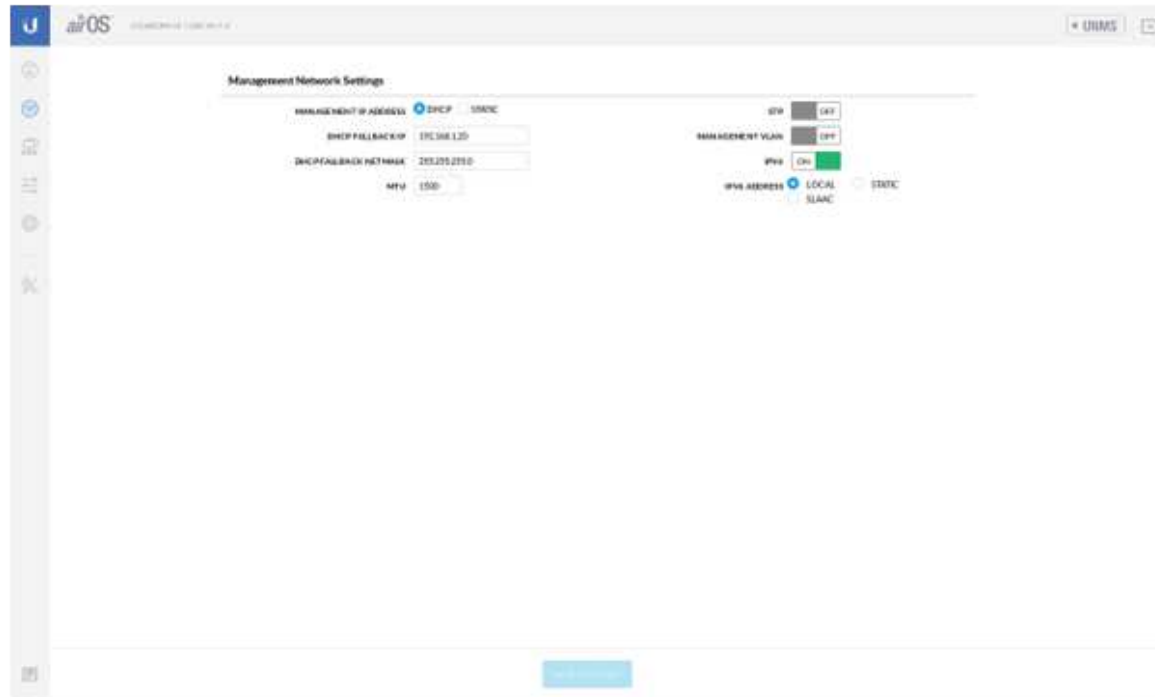 U airOS
UNMS
Management Network Settings
MANAGEMENT IP ADDRESS DHCP STATIC
DHCP FALLBACK IP 192.168.1.20
DHCP FALLBACK NETMASK 255.255.255.0
MTU 1500
STP OFF
MANAGEMENT VLAN OFF
IPV6 ON
IPV6 ADDRESS LOCAL STATIC
SLAAC